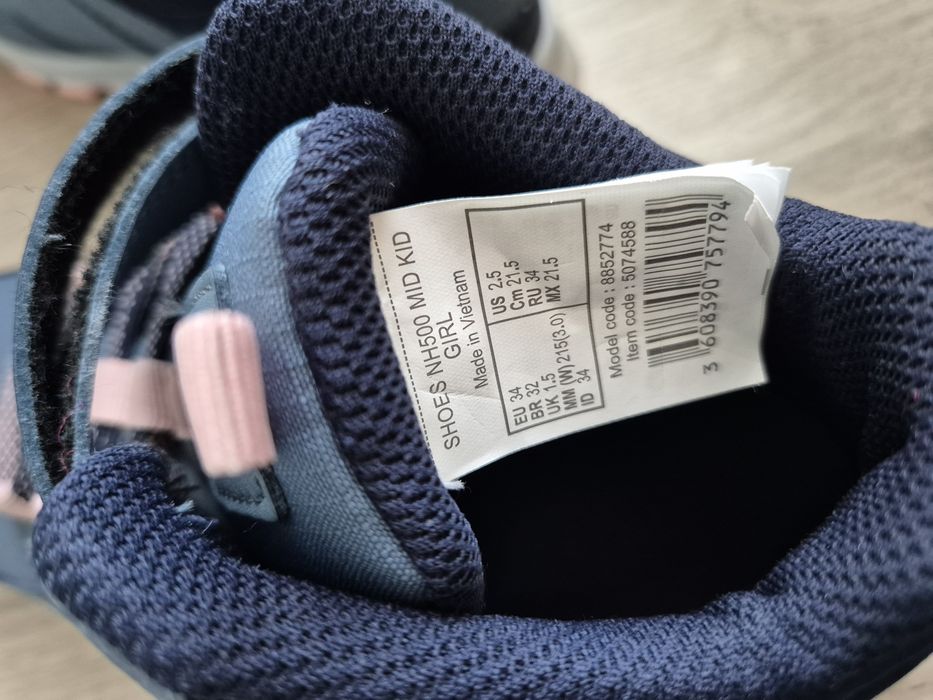 SHOES NH500 MID KID
GIRL
Made in Vietnam
EU 34 US 2.5
BR 32 Cm 21.5
UK 1.5 RU 34
MM (W) 215(3.0) MX 21.5
ID 34
Model code : 8852774
Item code : 5074588
3 608390 757794